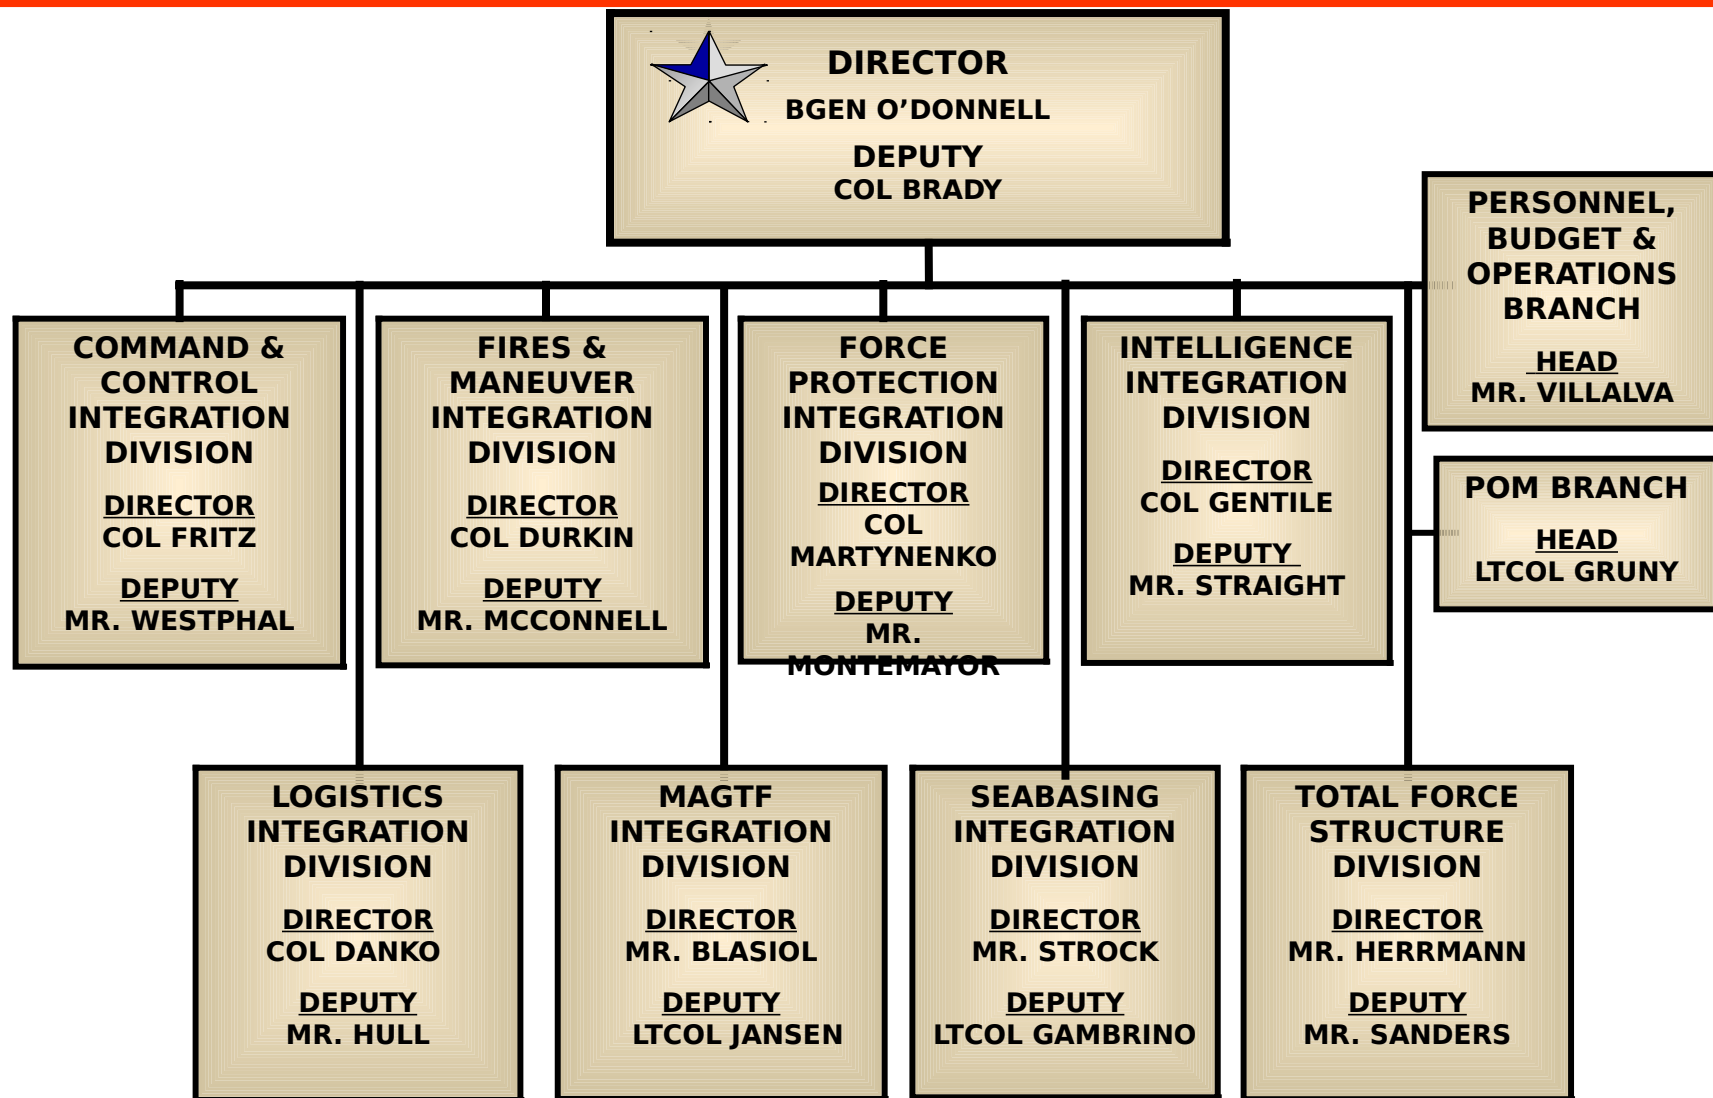 DIRECTOR
BGEN O’DONNELL
DEPUTY
COL BRADY
PERSONNEL,
BUDGET &
OPERATIONS
BRANCH
HEAD
MR. VILLALVA
COMMAND &
CONTROL
INTEGRATION
DIVISION
DIRECTOR
COL FRITZ
DEPUTY
MR. WESTPHAL
FIRES &
MANEUVER
INTEGRATION
DIVISION
DIRECTOR
COL DURKIN
DEPUTY
MR. MCCONNELL
FORCE
PROTECTION
INTEGRATION
DIVISION
DIRECTOR
COL
MARTYNENKO
DEPUTY
MR.
MONTEMAYOR
INTELLIGENCE
INTEGRATION
DIVISION
DIRECTOR
COL GENTILE
DEPUTY
MR. STRAIGHT
POM BRANCH
HEAD
LTCOL GRUNY
LOGISTICS
INTEGRATION
DIVISION
DIRECTOR
COL DANKO
DEPUTY
MR. HULL
MAGTF
INTEGRATION
DIVISION
DIRECTOR
MR. BLASIOL
DEPUTY
LTCOL JANSEN
SEABASING
INTEGRATION
DIVISION
DIRECTOR
MR. STROCK
DEPUTY
LTCOL GAMBRINO
TOTAL FORCE
STRUCTURE
DIVISION
DIRECTOR
MR. HERRMANN
DEPUTY
MR. SANDERS